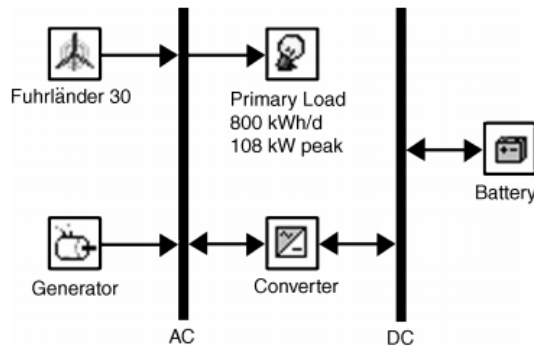 Fuhrländer 30
Primary Load
800 kWh/d
108 kW peak
Battery
Generator
Converter
AC
DC